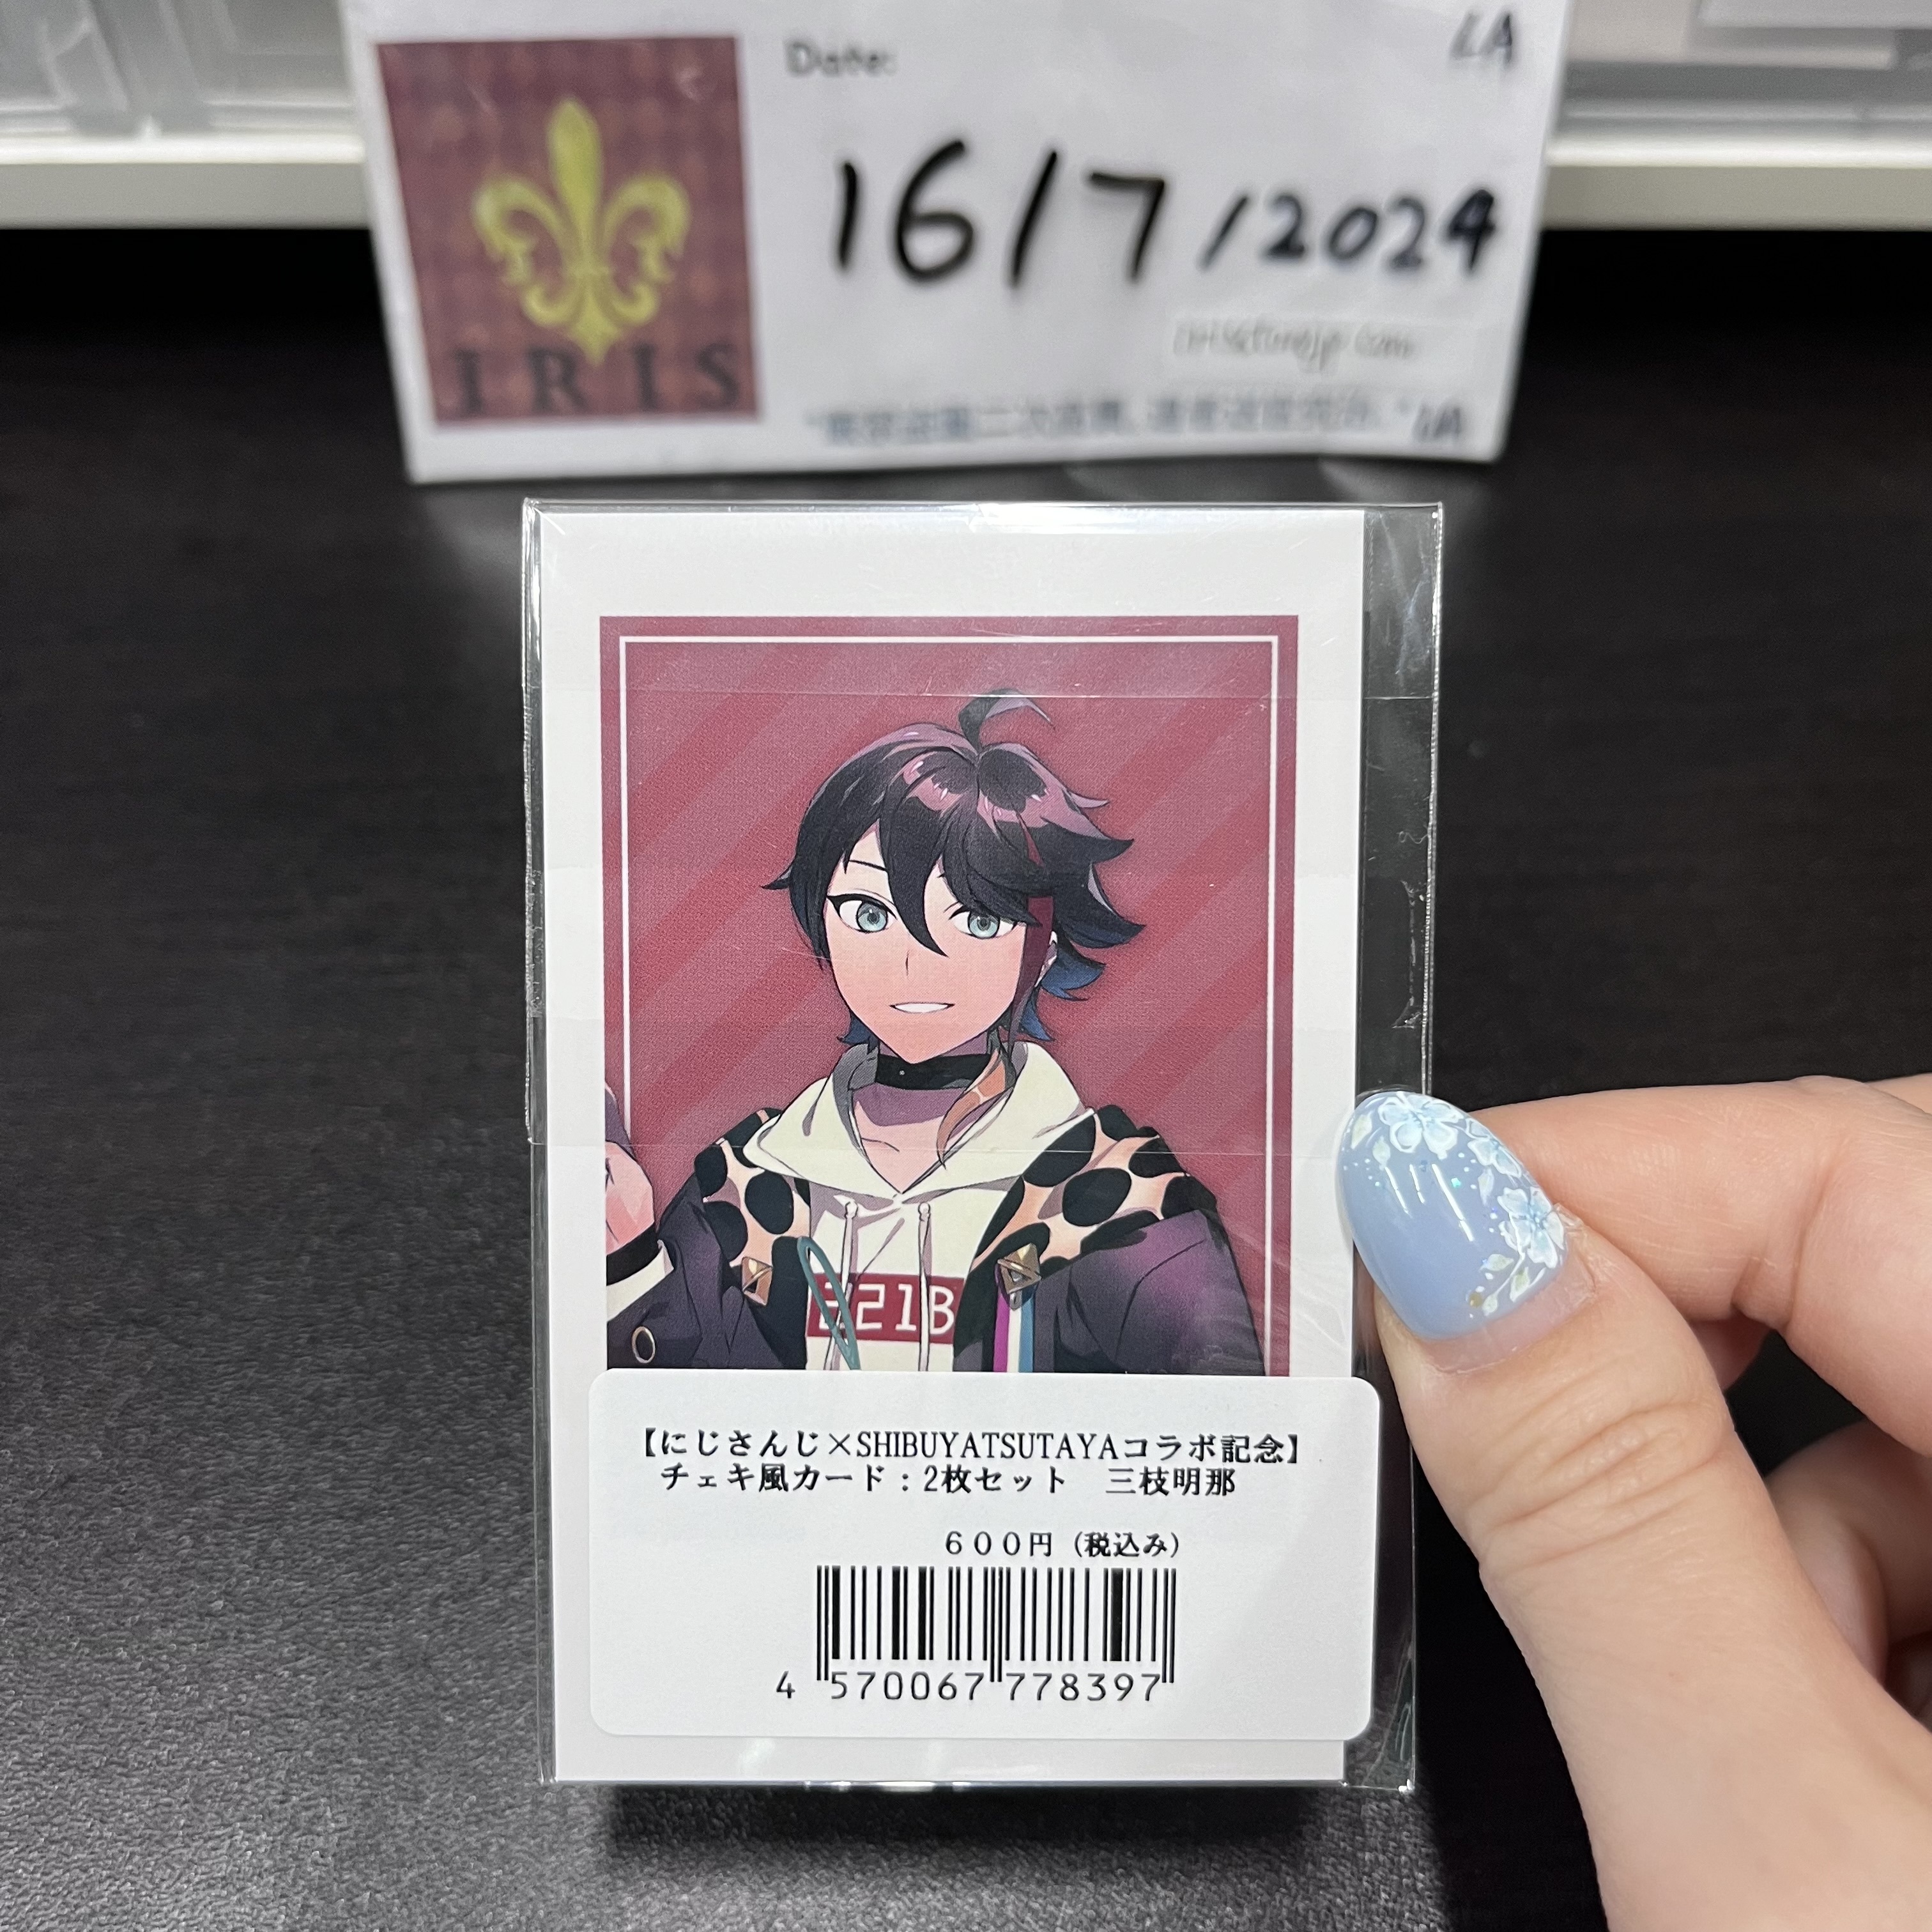 IRIS
Date:
LA
16/7/2024
221B
【にじさんじ×SHIBUYATSUTAYAコラボ記念】
チェキ風カード：2枚セット　三枝明那
600円（税込み）
4 570067 778397